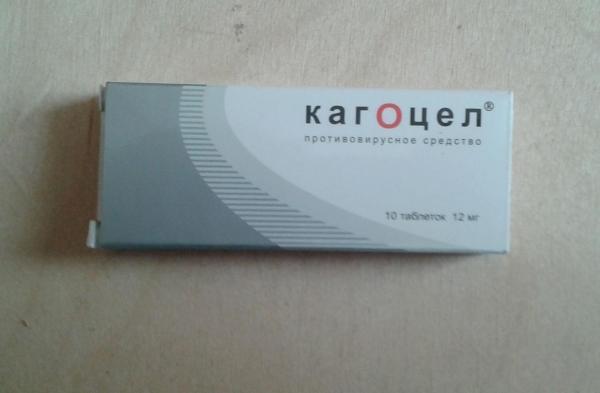 кагоцел®
противовирусное средство
10 таблеток 12 мг